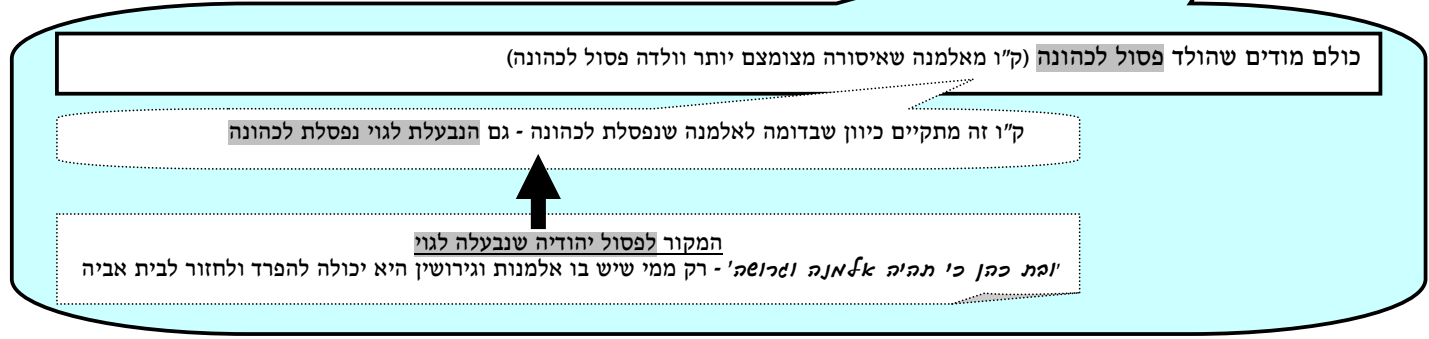 כולם מודים שהולד פסול לכהונה (ק"ו מאלמנה שאיסורה מצומצם יותר וולדה פסול לכהונה)
ק"ו זה מתקיים כיוון שבדומה לאלמנה שנפסלת לכהונה - גם הנבעלת לגוי נפסלת לכהונה
המקור לפסול יהודיה שנבעלה לגוי
'ובת כהן כי תהיה אלמנה וגרושה' - רק ממי שיש בו אלמנות וגירושין היא יכולה להפרד ולחזור לבית אביה